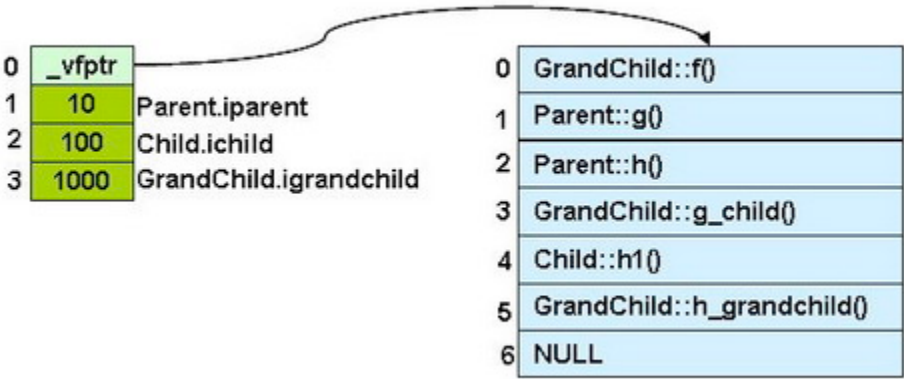 0 _vfptr
1 10 Parent.iparent
2 100 Child.ichild
3 1000 GrandChild.igrandchild
0 GrandChild::f()
1 Parent::g()
2 Parent::h()
3 GrandChild::g_child()
4 Child::h1()
5 GrandChild::h_grandchild()
6 NULL